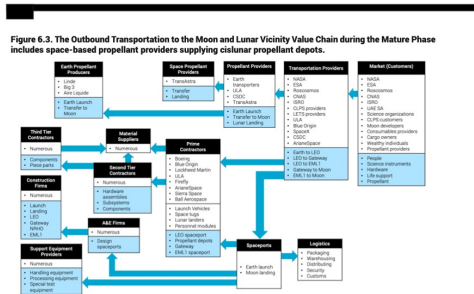 Figure 6.3. The Outbound Transportation to the Moon and Lunar Vicinity Value Chain during the Mature Phase
includes space-based propellant providers supplying cislunar propellant depots.
Earth Propellant
Producers
• Linde
• Big 3
• Aire Liquide
• Earth Launch
• Transfer to
Moon
Space Propellant
Providers
• TransAstra
• Transfer
• Landing
Propellant Providers
• Earth
transporters
• ULA
• CSDC
• TransAstra
• Earth Launch
• Transfer to Moon
• Lunar Landing
Transportation Providers
• NASA
• ESA
• Roscosmos
• CNAS
• ISRO
• CLPS providers
• LETS providers
• ULA
• Blue Origin
• SpaceX
• CSDC
• ArianeSpace
• Earth to LEO
• LEO to Gateway
• LEO to EML1
• Gateway to Moon
• EML1 to Moon
Market (Customers)
• NASA
• ESA
• Roscosmos
• CNAS
• ISRO
• UAE SA
• Science organizations
• CLPS customers
• Moon developers
• Consumables providers
• Cargo owners
• Wealthy individuals
• Propellant providers
• People
• Science instruments
• Hardware
• Life support
• Propellant
Third Tier
Contractors
• Numerous
• Components
• Piece parts
Material
Suppliers
• Numerous
Second Tier
Contractors
• Numerous
• Hardware
assemblies
• Subsystems
• Components
Prime
Contractors
• Boeing
• Blue Origin
• Lockheed Martin
• ULA
• Firefly
• ArianeSpace
• Sierra Space
• Ball Aerospace
• Launch Vehicles
• Space tugs
• Lunar landers
• Personnel modules
• LEO spaceport
• Propellant depots
• Gateway
• EML1 spaceport
Construction
Firms
• Launch
• Landing
• LEO
• Gateway
(NRHO)
• EML1
A&E Firms
• Numerous
• Design
spaceports
Support Equipment
Providers
• Numerous
• Handling equipment
• Processing equipment
• Special test
equipment
Spaceports
• Earth launch
• Moon landing
Logistics
• Packaging
• Warehousing
• Distributing
• Security
• Customs